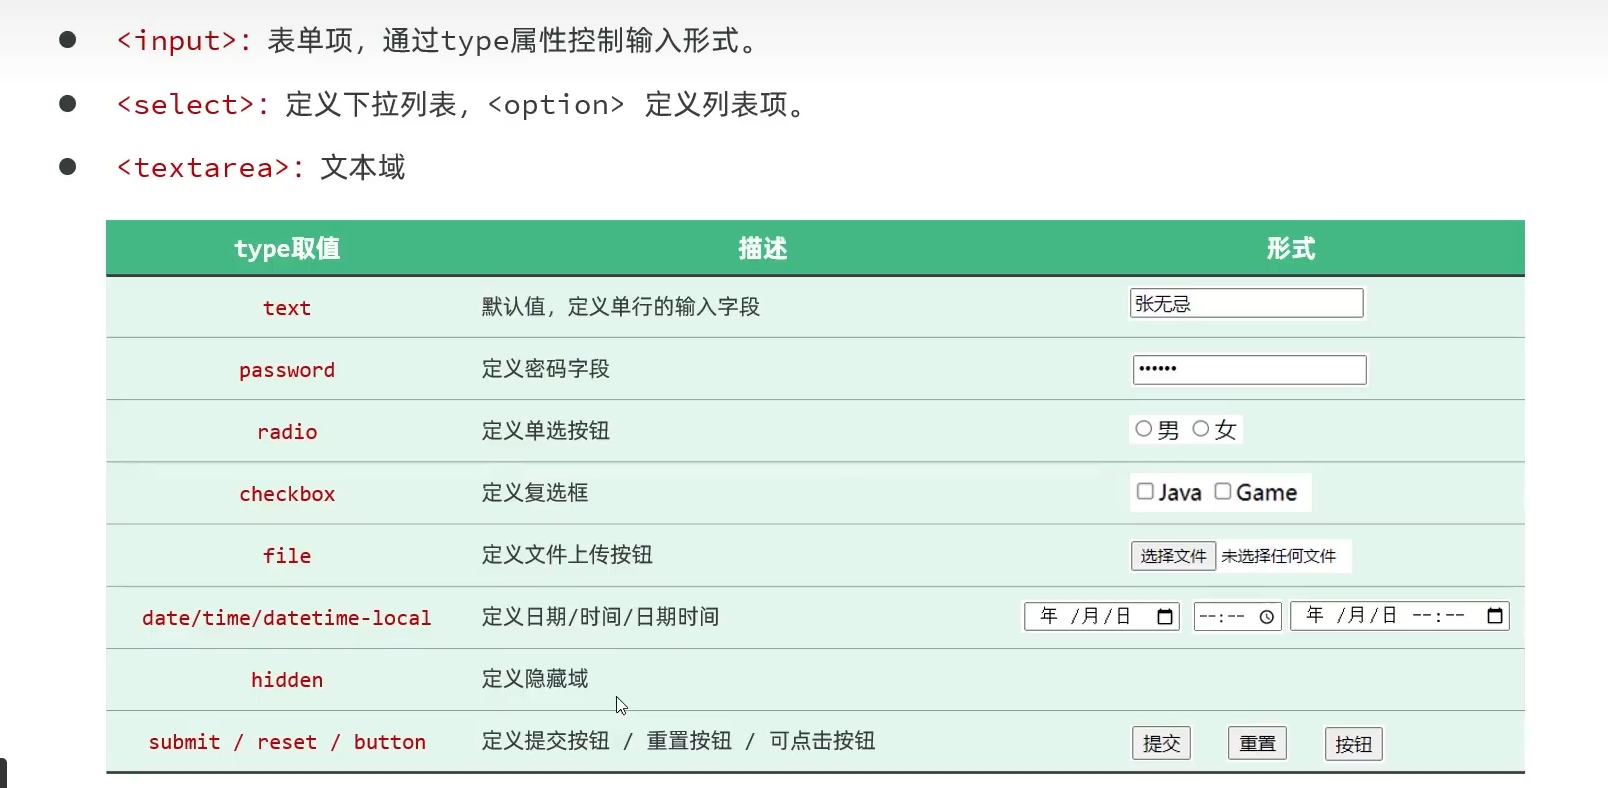 <input>：表单项，通过type属性控制输入形式。
<select>：定义下拉列表，<option> 定义列表项。
<textarea>：文本域
type取值 描述 形式
text 默认值，定义单行的输入字段 张无忌
password 定义密码字段 ••••••
radio 定义单选按钮 男 女
checkbox 定义复选框 Java Game
file 定义文件上传按钮 选择文件 未选择任何文件
date/time/datetime-local 定义日期/时间/日期时间 年 /月/日 --:-- 年 /月/日 --:--
hidden 定义隐藏域
submit / reset / button 定义提交按钮 / 重置按钮 / 可点击按钮 提交 重置 按钮